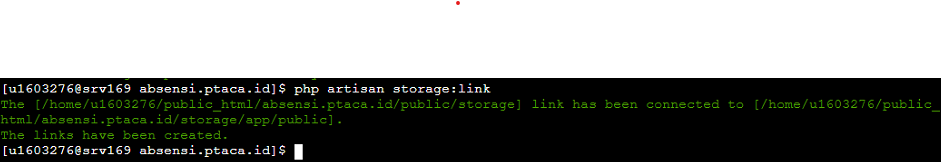 [u1603276@srv169 absensi.ptaca.id]$ php artisan storage:link
The [/home/u1603276/public_html/absensi.ptaca.id/public/storage] link has been connected to [/home/u1603276/public_
html/absensi.ptaca.id/storage/app/public].
The links have been created.
[u1603276@srv169 absensi.ptaca.id]$